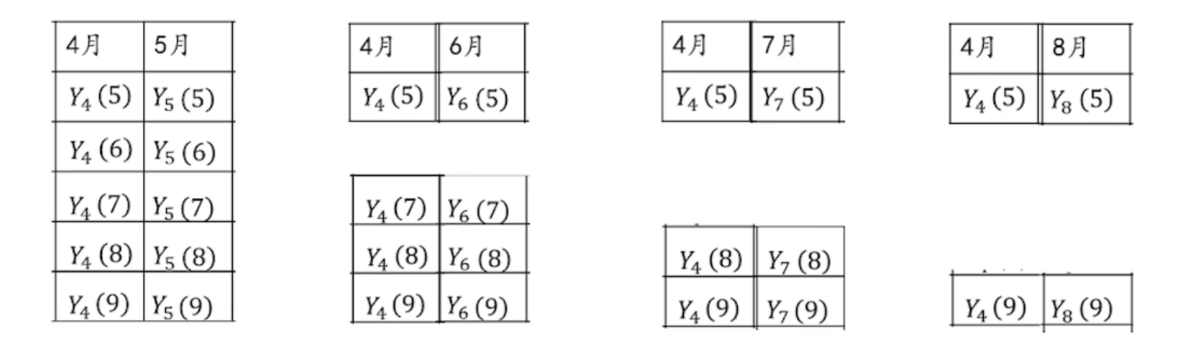 4月 5月 4月 6月 4月 7月 4月 8月
Y₄ (5) Y₅ (5) Y₄ (5) Y₆ (5) Y₄ (5) Y₇ (5) Y₄ (5) Y₈ (5)
Y₄ (6) Y₅ (6)
Y₄ (7) Y₅ (7) Y₄ (7) Y₆ (7)
Y₄ (8) Y₅ (8) Y₄ (8) Y₆ (8) Y₄ (8) Y₇ (8)
Y₄ (9) Y₅ (9) Y₄ (9) Y₆ (9) Y₄ (9) Y₇ (9) Y₄ (9) Y₈ (9)